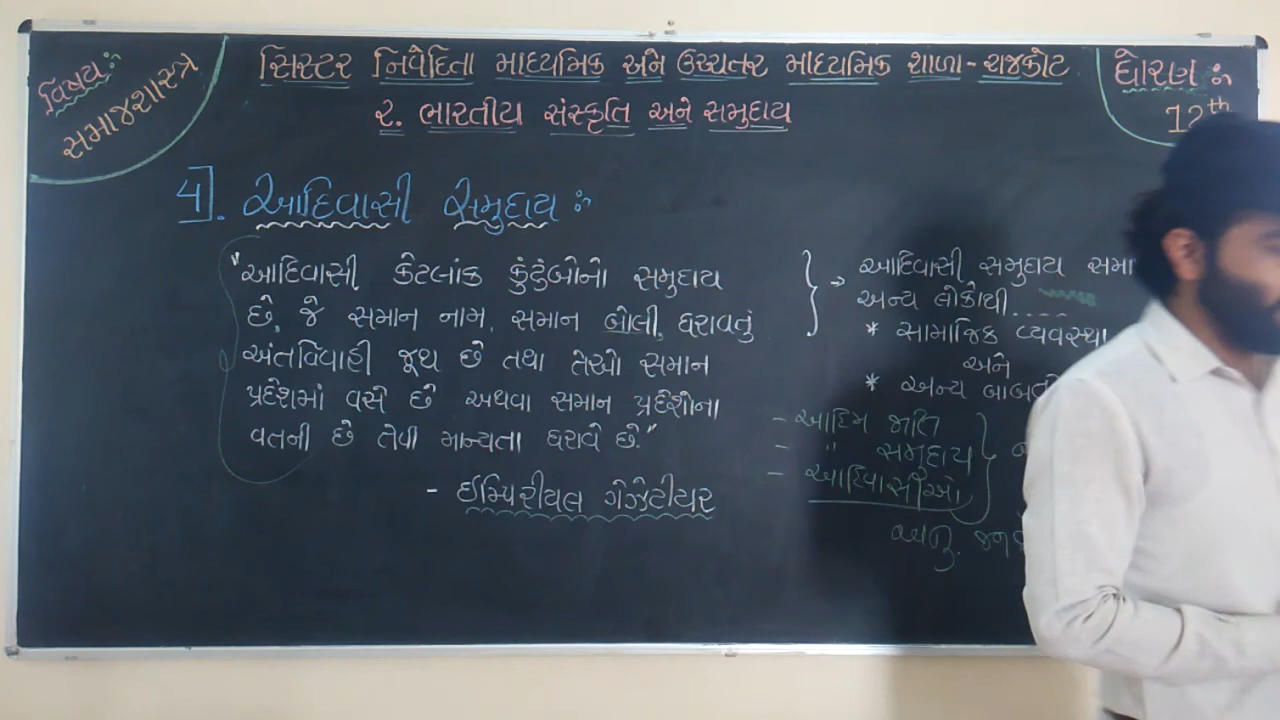 વિષય ઃ
સમાજશાસ્ત્ર
સિસ્ટર નિવેદિતા માધ્યમિક અને ઉચ્ચતર માધ્યમિક શાળા - રાજકોટ
ધોરણ ઃ
12th
૨. ભારતીય સંસ્કૃતિ અને સમુદાય
4]. આદિવાસી સમુદાય ઃ
"આદિવાસી કેટલાંક કુટુંબોનો સમુદાય
છે, જે સમાન નામ, સમાન બોલી, ધરાવતું
અંતર્વિવાહી જૂથ છે તથા તેઓ સમાન
પ્રદેશમાં વસે છે અથવા સમાન પ્રદેશોના
વતની છે તેવી માન્યતા ધરાવે છે."
- ઈમ્પિરીયલ ગેઝેટીયર
→ આદિવાસી સમુદાય
અન્ય લોકોથી.....
* સામાજિક વ્યવસ્થા
અને
* અન્ય
- આદિમ જાતિ
- " સમુદાય
- આદિવાસીઓ
અનુ.